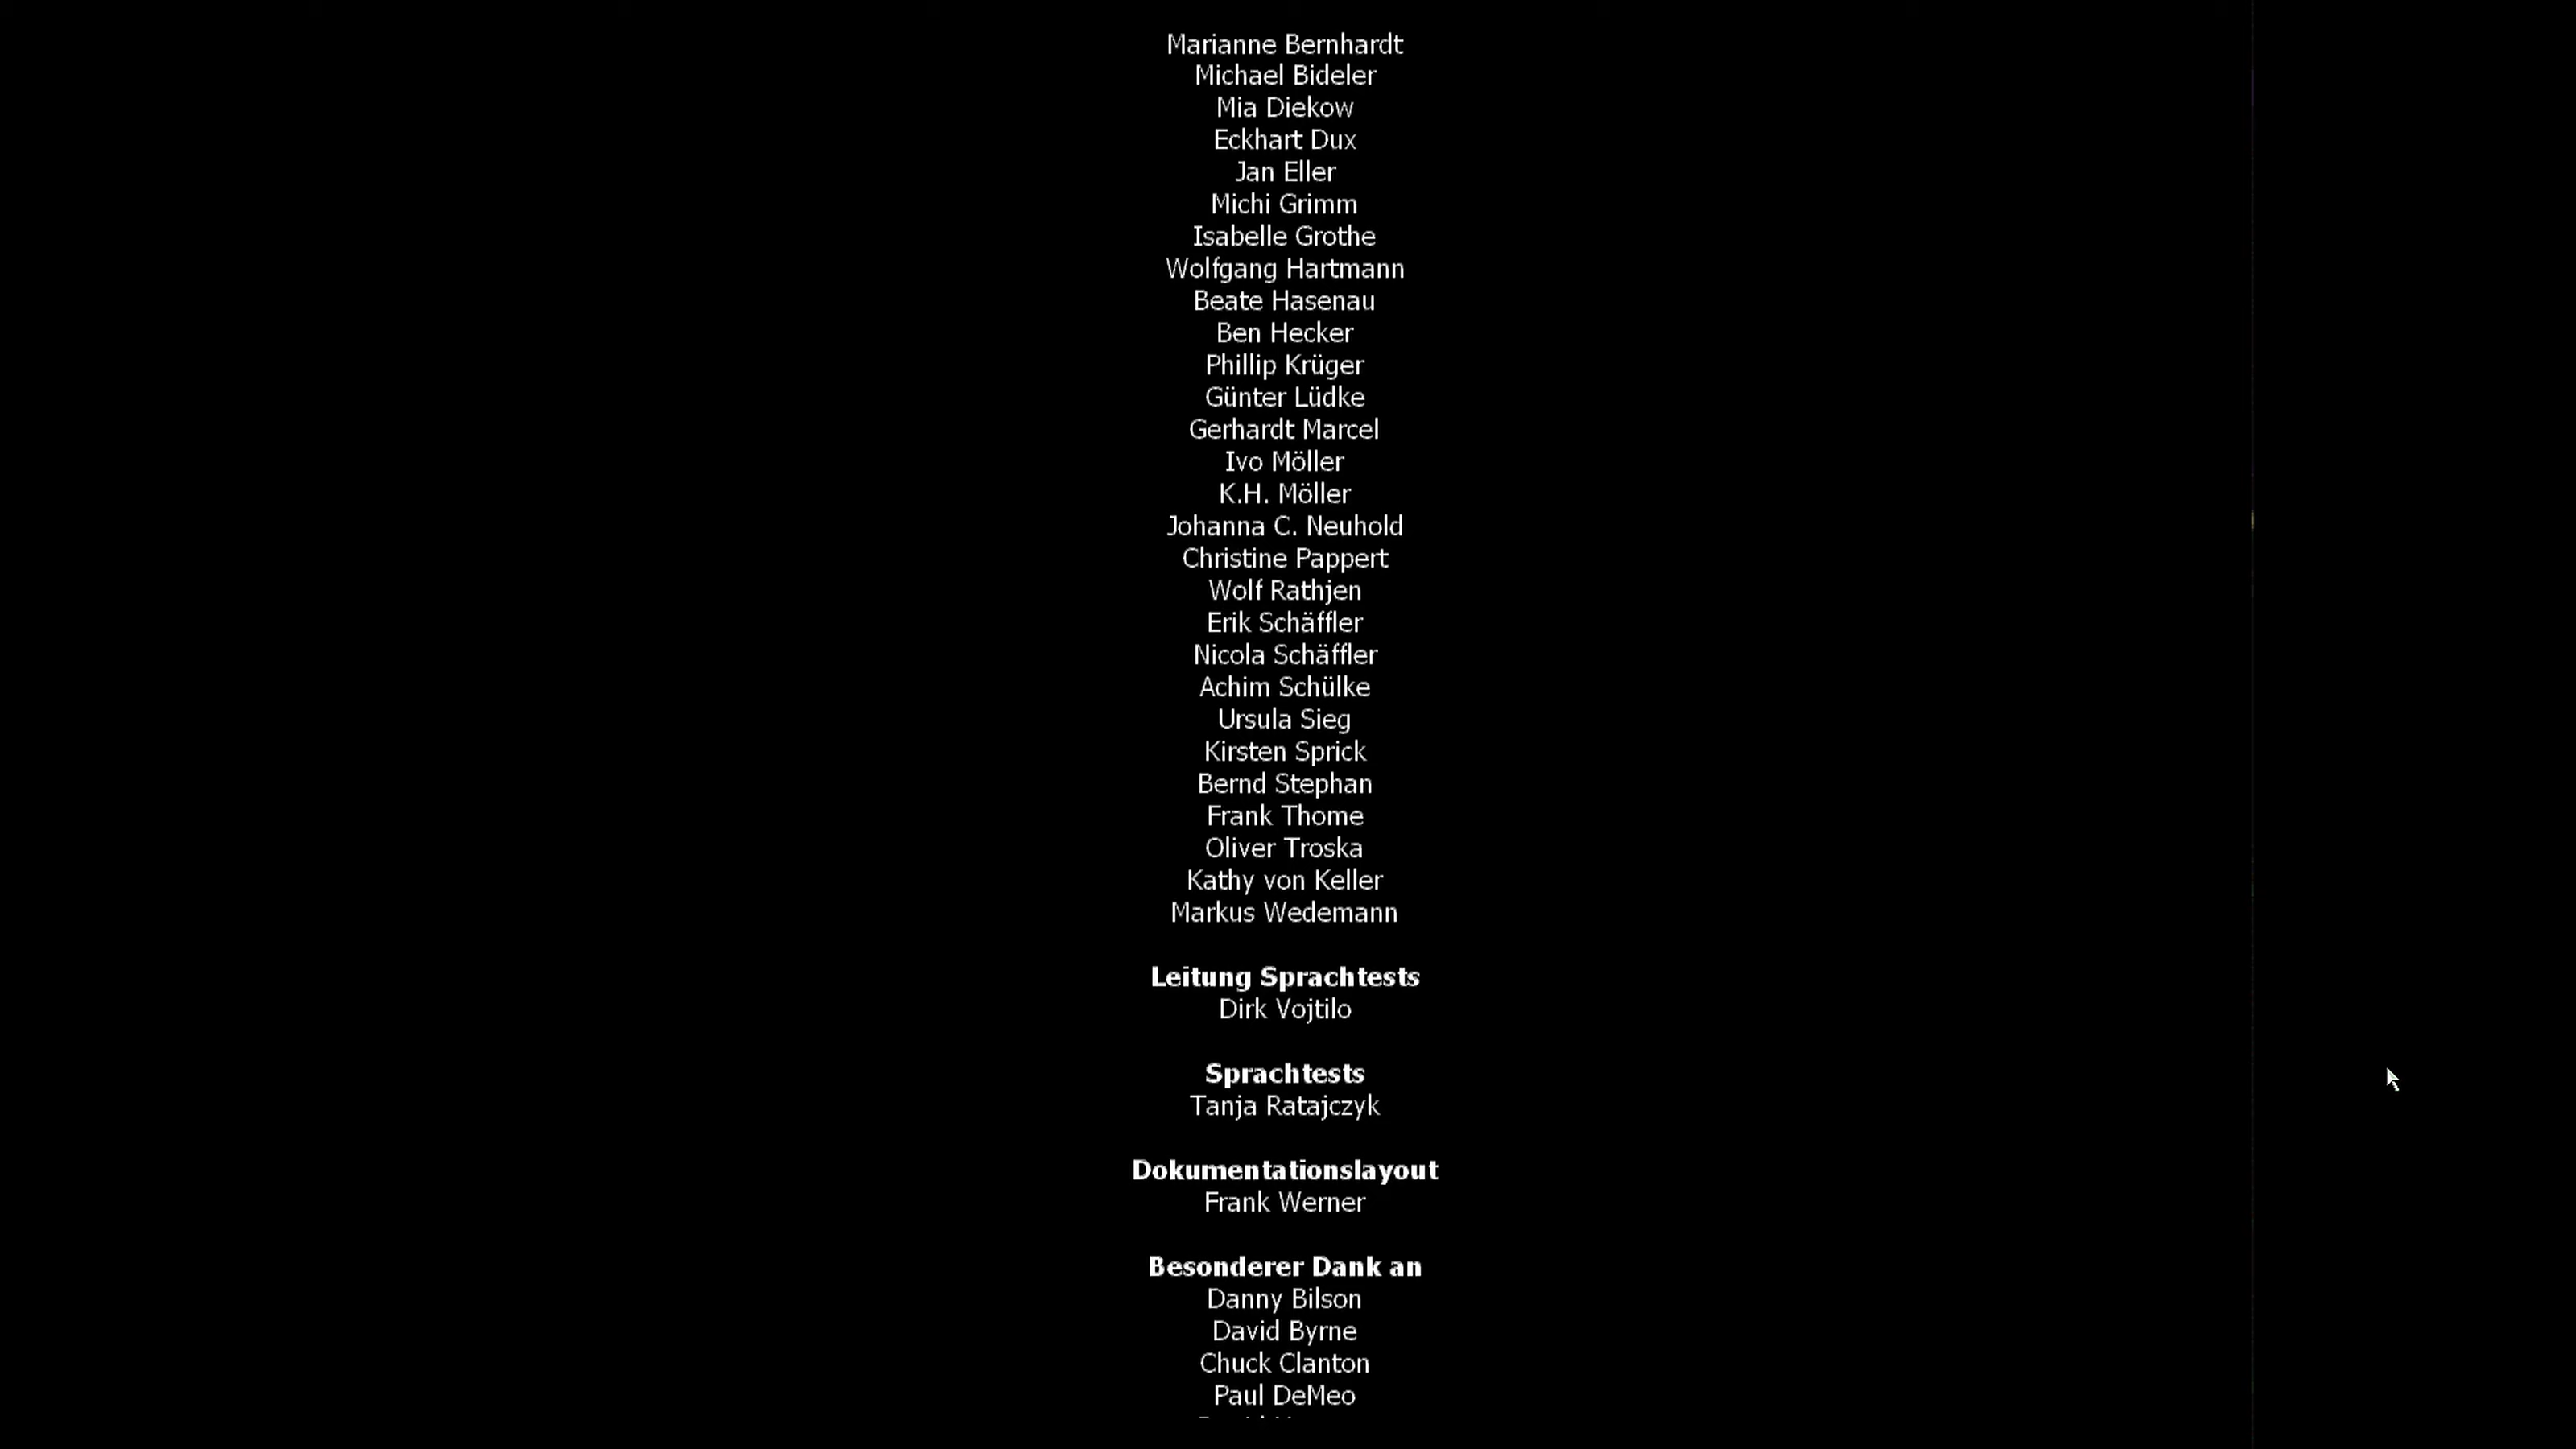 Marianne Bernhardt
Michael Bideler
Mia Diekow
Eckhart Dux
Jan Eller
Michi Grimm
Isabelle Grothe
Wolfgang Hartmann
Beate Hasenau
Ben Hecker
Phillip Krüger
Günter Lüdke
Gerhardt Marcel
Ivo Möller
K.H. Möller
Johanna C. Neuhold
Christine Pappert
Wolf Rathjen
Erik Schäffler
Nicola Schäffler
Achim Schülke
Ursula Sieg
Kirsten Sprick
Bernd Stephan
Frank Thome
Oliver Troska
Kathy von Keller
Markus Wedemann
Leitung Sprachtests
Dirk Vojtilo
Sprachtests
Tanja Ratajczyk
Dokumentationslayout
Frank Werner
Besonderer Dank an
Danny Bilson
David Byrne
Chuck Clanton
Paul DeMeo